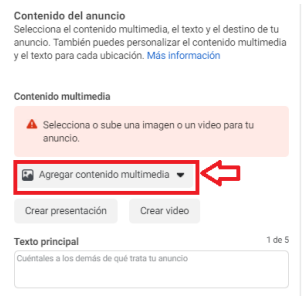 Contenido del anuncio
Selecciona el contenido multimedia, el texto y el destino de tu
anuncio. También puedes personalizar el contenido multimedia
y el texto para cada ubicación. Más información
Contenido multimedia
Selecciona o sube una imagen o un video para tu
anuncio.
Agregar contenido multimedia
Crear presentación Crear video
Texto principal 1 de 5
Cuéntales a los demás de qué trata tu anuncio